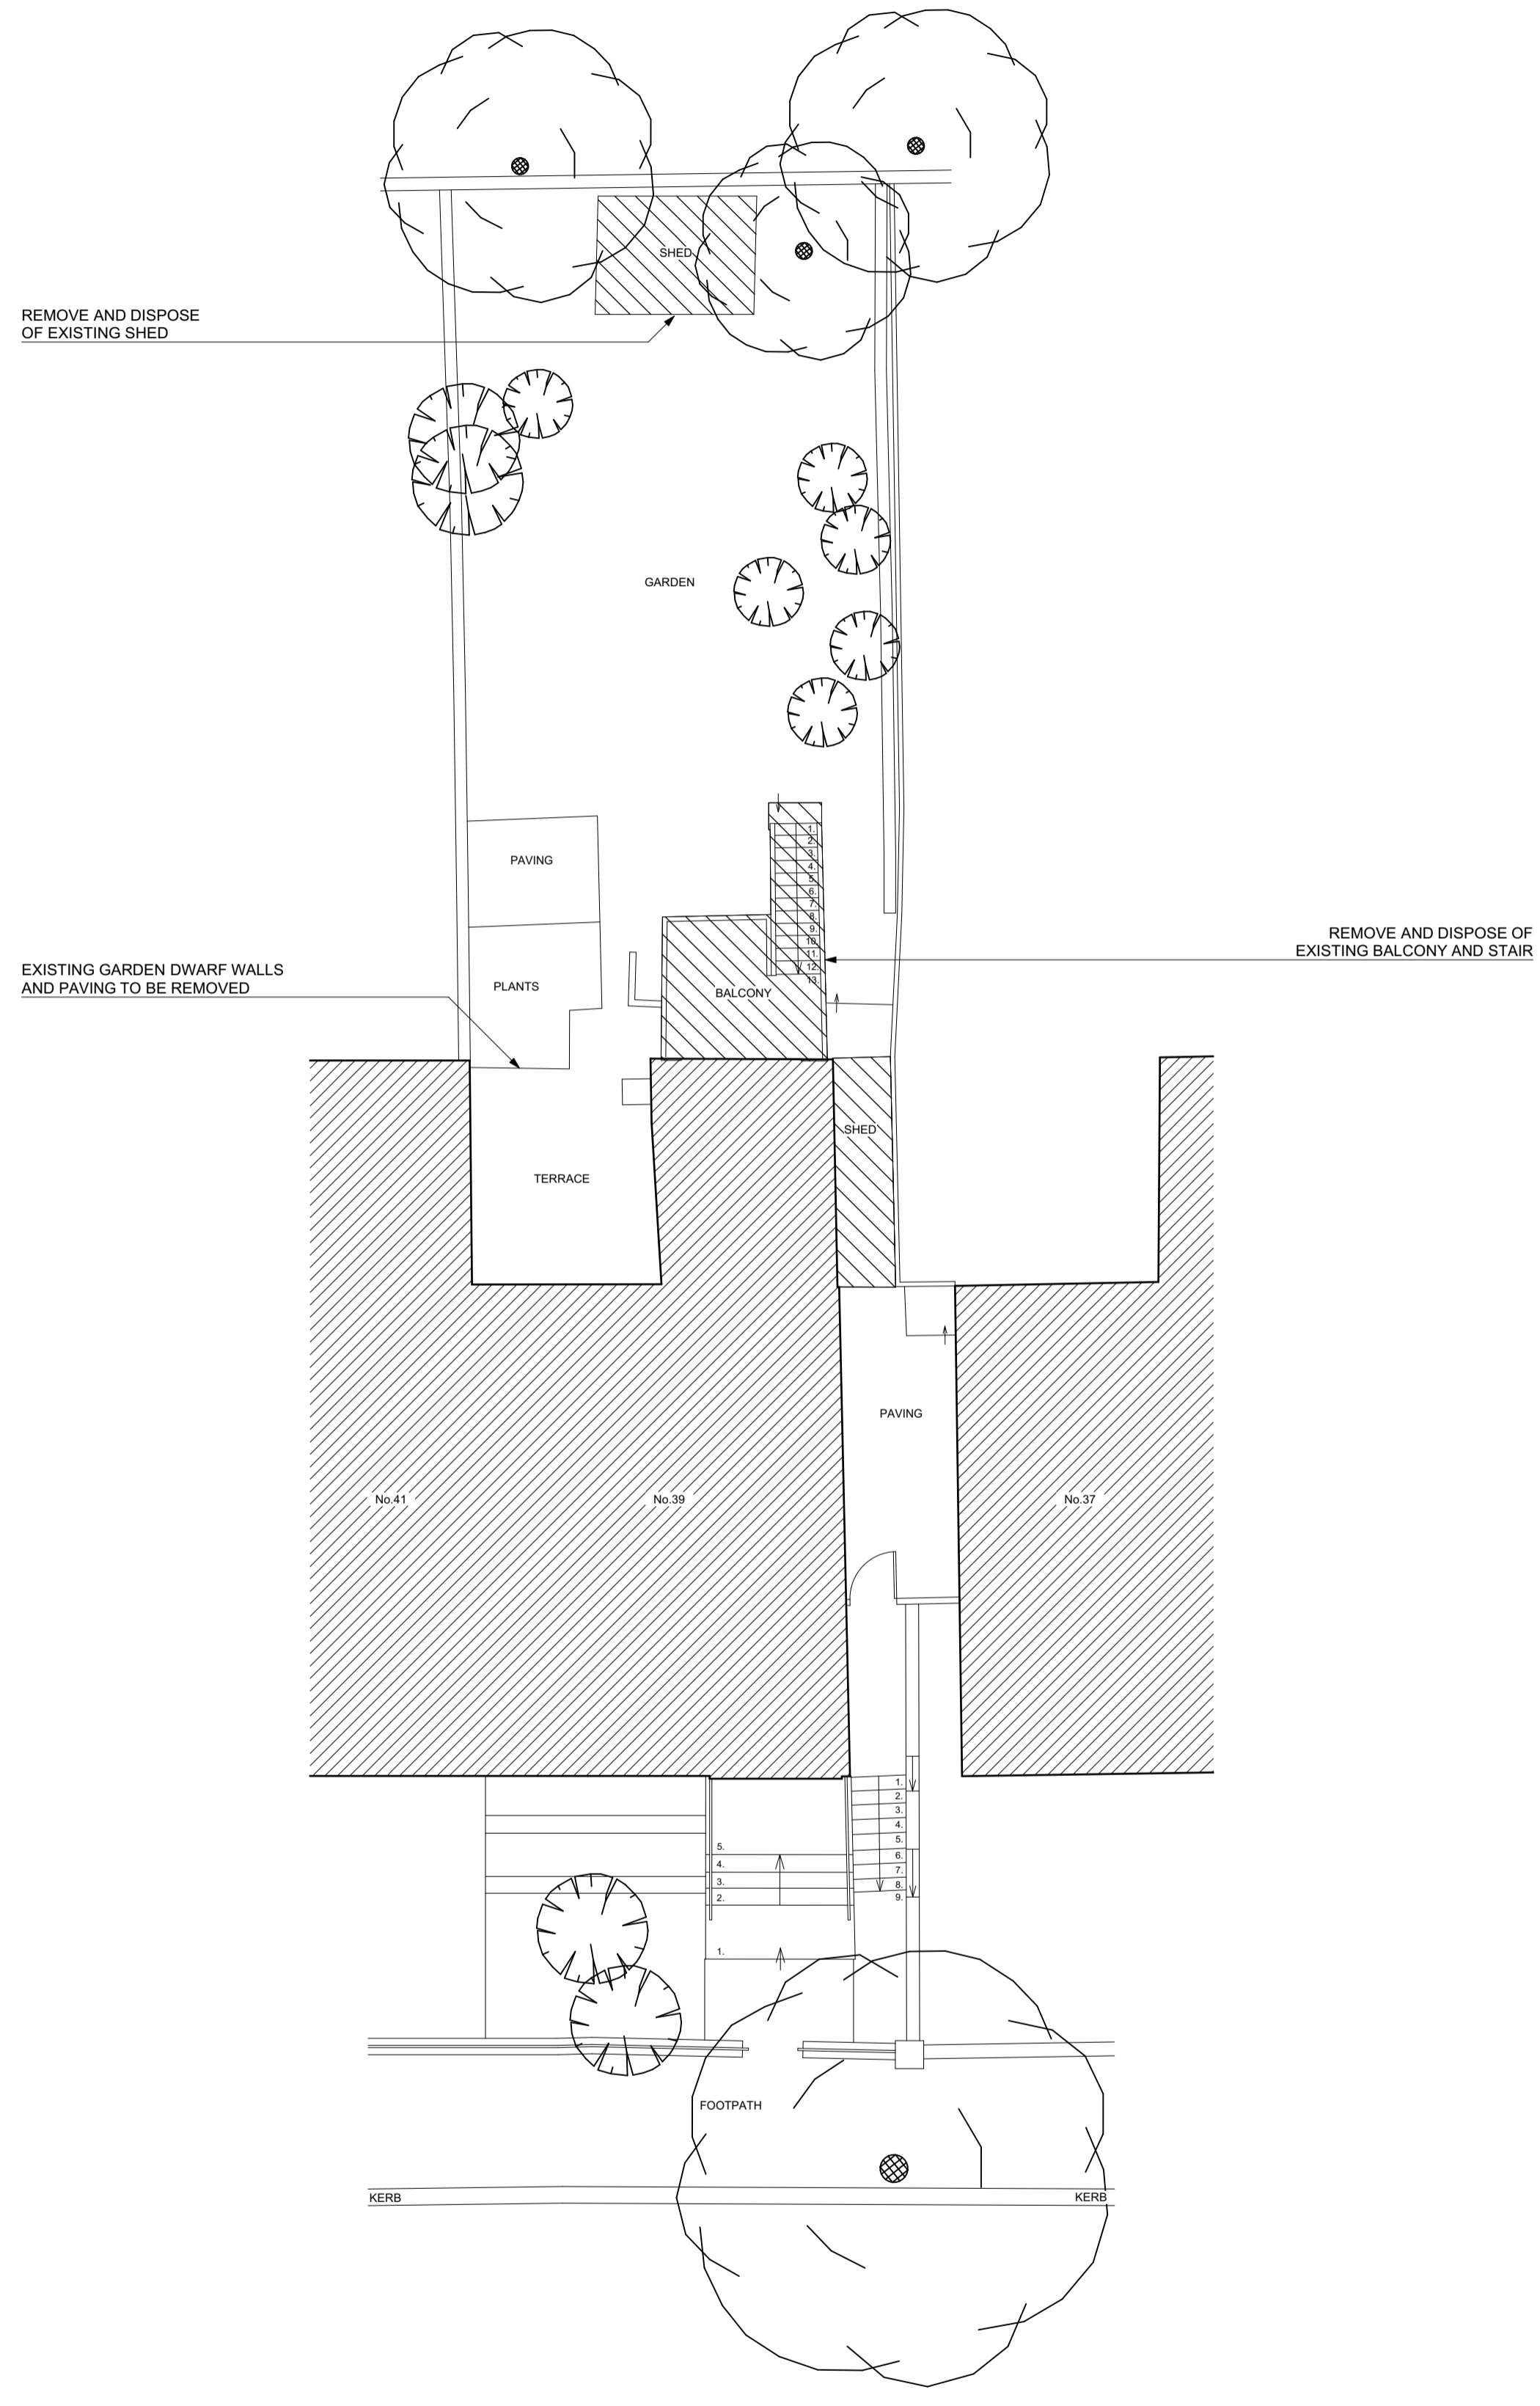 SHED
REMOVE AND DISPOSE
OF EXISTING SHED
GARDEN
1.
2.
3.
4.
5.
6.
7.
8.
9.
10.
11.
12.
13.
PAVING
REMOVE AND DISPOSE OF
EXISTING BALCONY AND STAIR
EXISTING GARDEN DWARF WALLS
AND PAVING TO BE REMOVED
PLANTS
BALCONY
SHED
TERRACE
PAVING
No.41
No.39
No.37
1.
2.
3.
4.
5.
6.
7.
8.
9.
5.
4.
3.
2.
1.
FOOTPATH
KERB
KERB